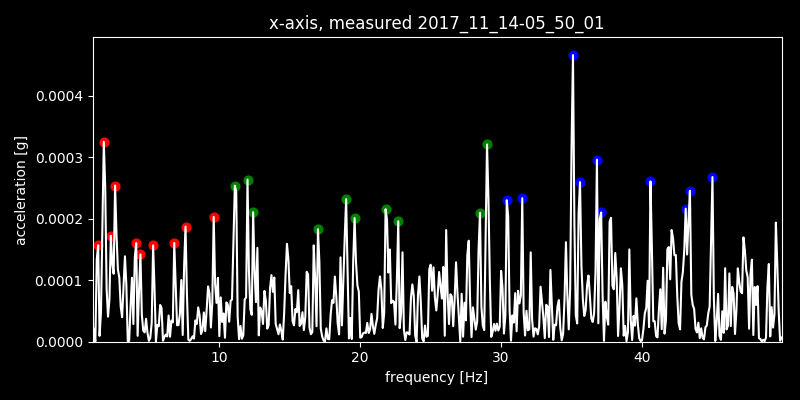 x-axis, measured 2017_11_14-05_50_01
acceleration [g]
0.0004
0.0003
0.0002
0.0001
0.0000
10 20 30 40
frequency [Hz]